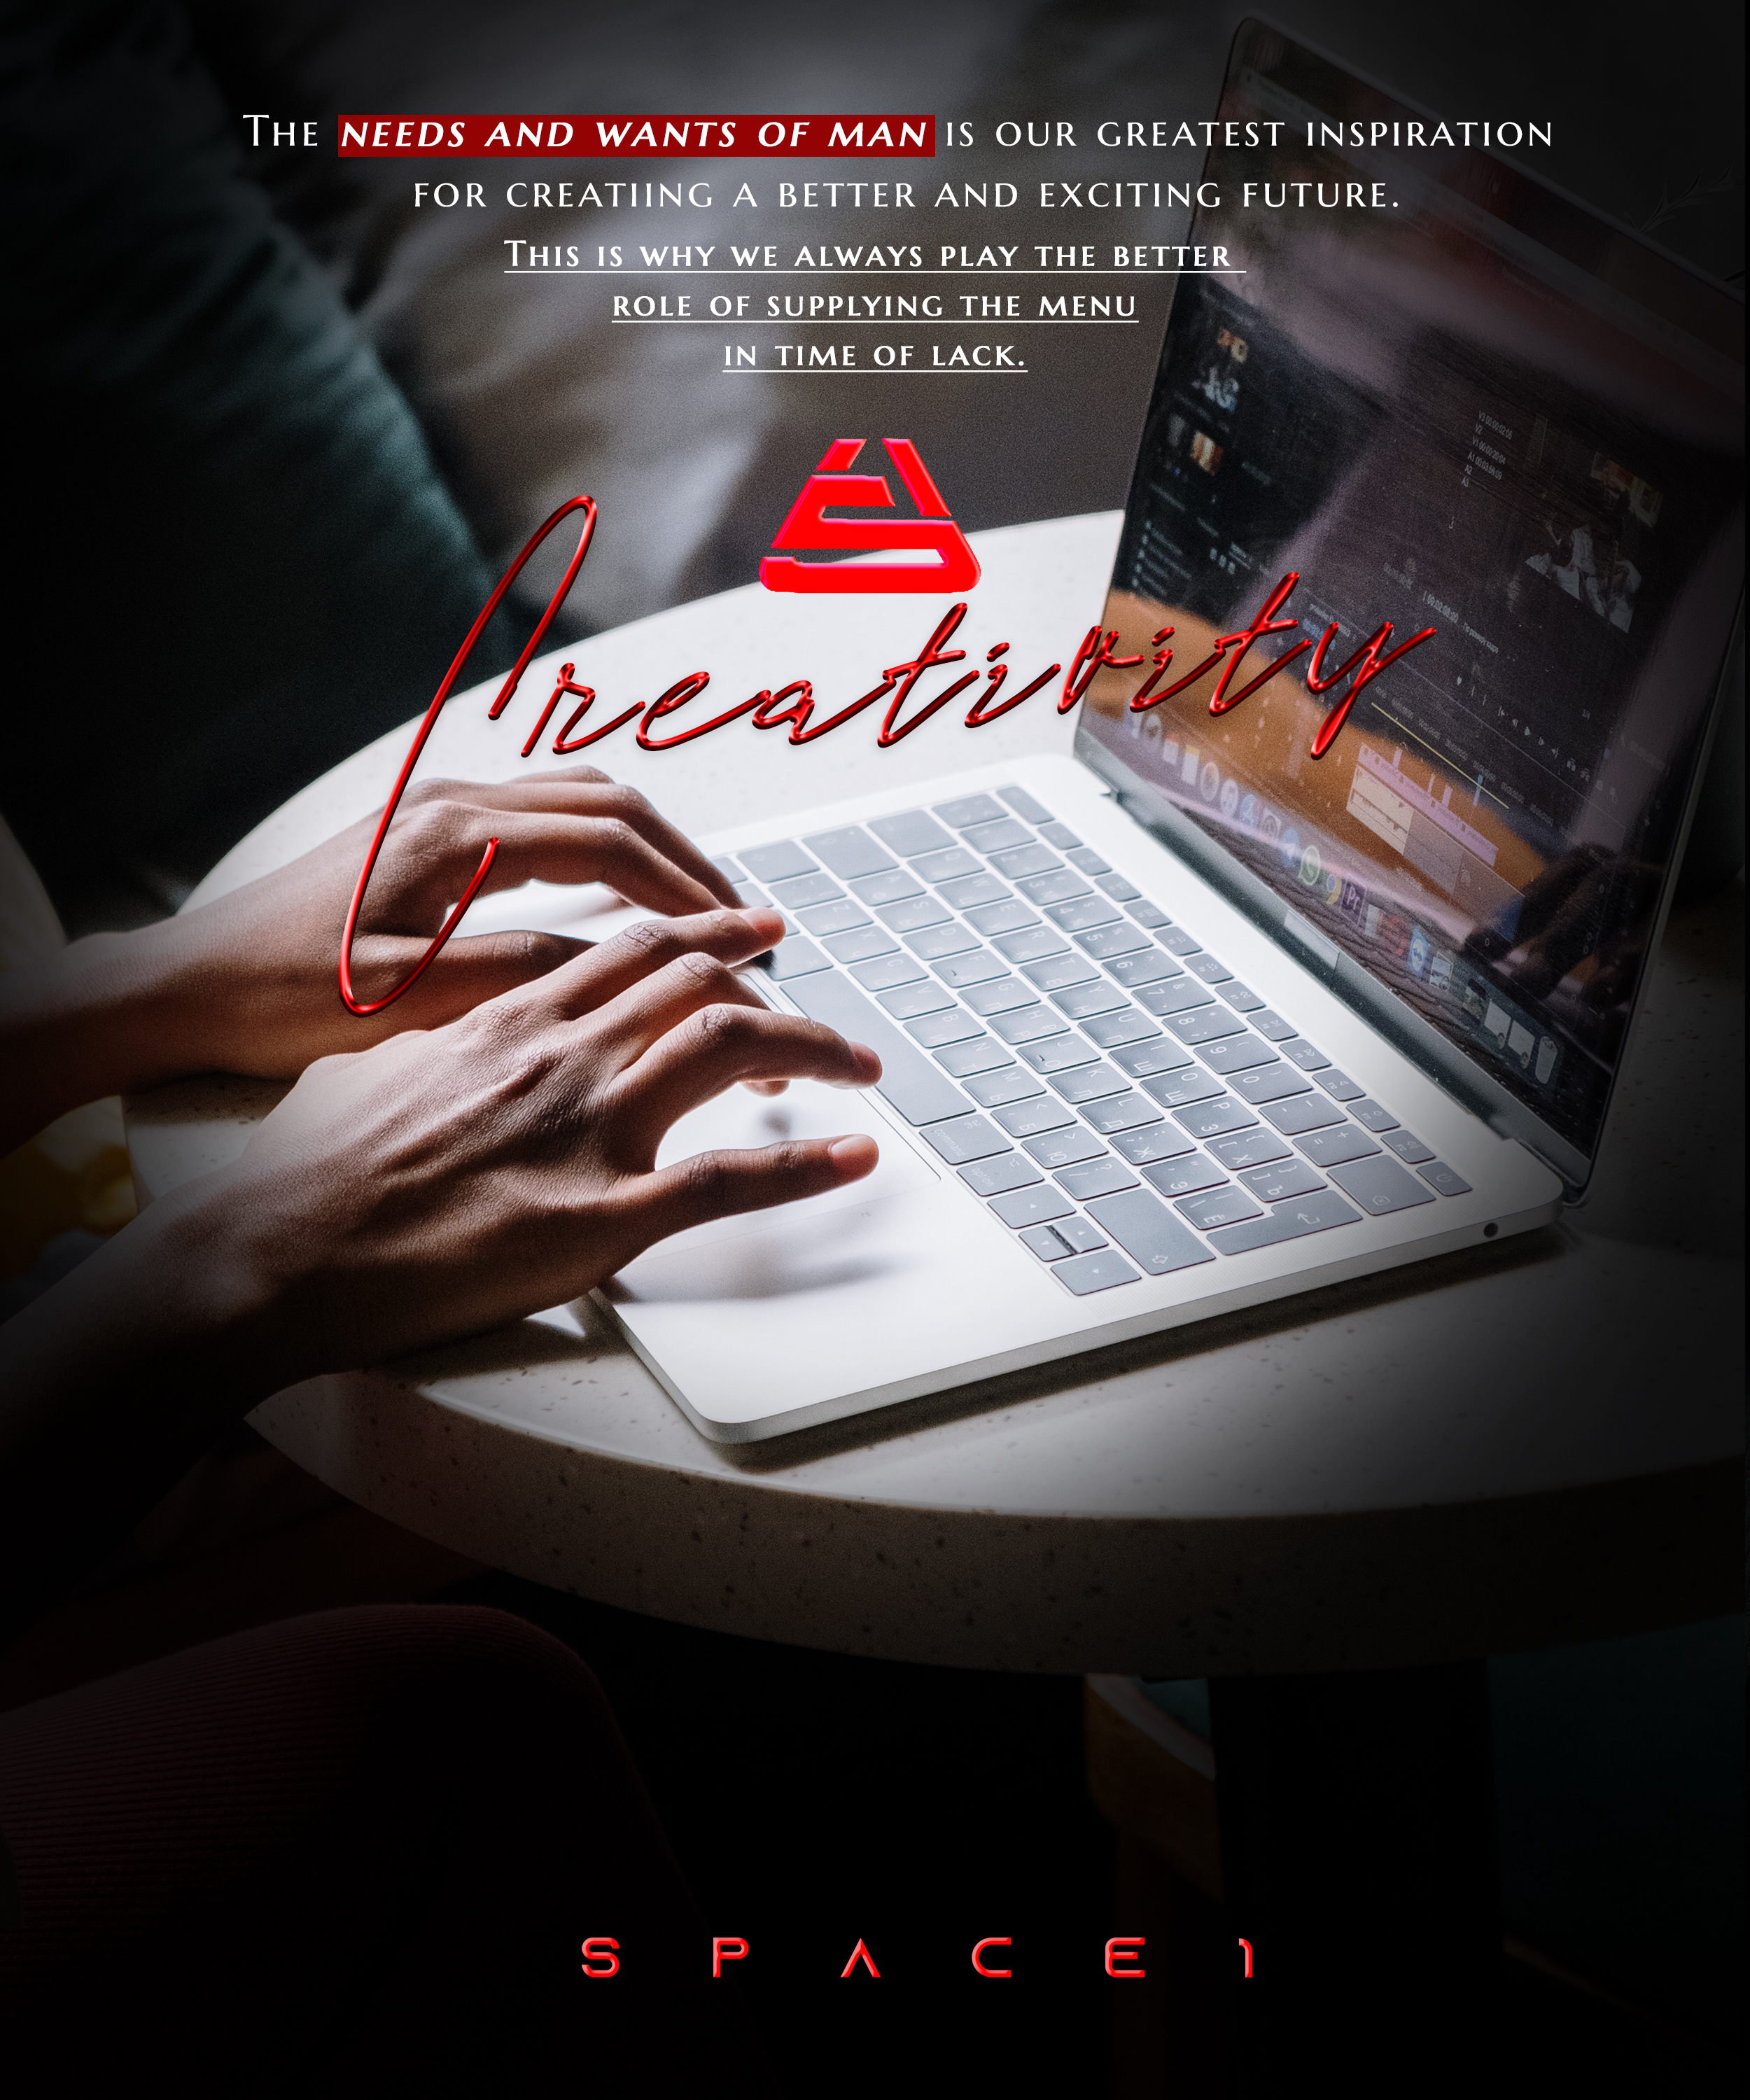 The NEEDS AND WANTS OF MAN IS OUR GREATEST INSPIRATION
FOR CREATIING A BETTER AND EXCITING FUTURE.
THIS IS WHY WE ALWAYS PLAY THE BETTER
ROLE OF SUPPLYING THE MENU
IN TIME OF LACK.
Creativity
SPACE1